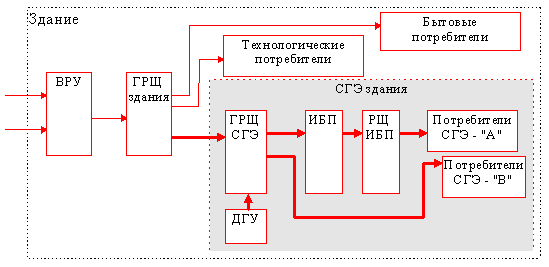 Здание
Бытовые
потребители
Технологические
потребители
ВРУ
ГРЩ
здания
СГЭ здания
ГРЩ
СГЭ
ИБП
РЩ
ИБП
Потребители
СГЭ - "А"
Потребители
СГЭ - "В"
ДГУ